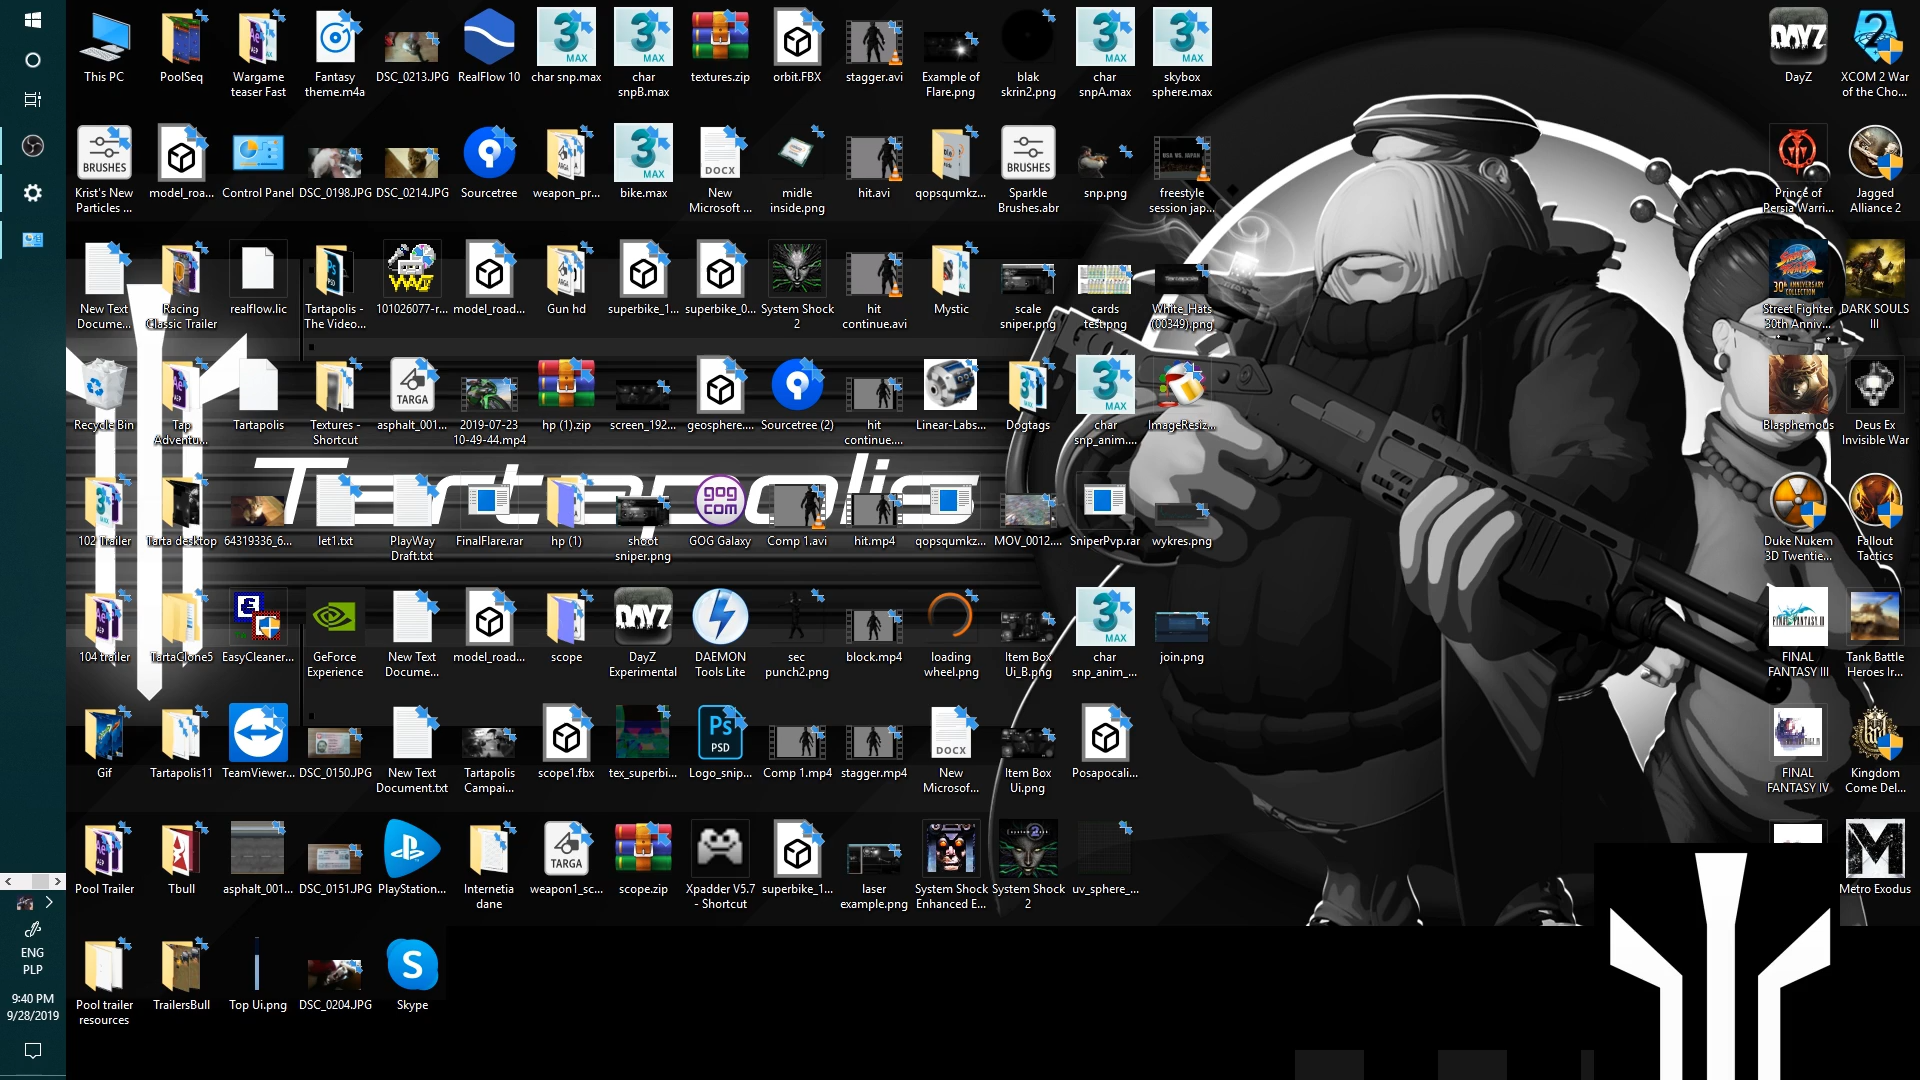 This PC
PoolSeq
Wargame
teaser Fast
Fantasy
theme.m4a
DSC_0213.JPG
RealFlow 10
char snp.max
char
snpB.max
textures.zip
orbit.FBX
stagger.avi
Example of
Flare.png
blak
skrin2.png
char
snpA.max
skybox
sphere.max
DayZ
XCOM 2 War
of the Cho...
Krist's New
Particles ...
model_roa...
Control Panel
DSC_0198.JPG
DSC_0214.JPG
Sourcetree
weapon_pr...
bike.max
New
Microsoft ...
midle
inside.png
hit.avi
qopsqumkz...
Sparkle
Brushes.abr
snp.png
freestyle
session jap...
Prince of
Persia Warri...
Jagged
Alliance 2
New Text
Docume...
Racing
Classic Trailer
realflow.lic
Tartapolis -
The Video...
101026077-r...
model_road...
Gun hd
superbike_1...
superbike_0...
System Shock
2
hit
continue.avi
Mystic
scale
sniper.png
cards
test.png
White_Hats
(00349).png
Street Fighter
30th Anniv...
DARK SOULS
III
Recycle Bin
Tap
Adventu...
Tartapolis
Textures -
Shortcut
asphalt_001...
2019-07-23
10-49-44.mp4
hp (1).zip
screen_192...
geosphere....
Sourcetree (2)
hit
continue....
Linear-Labs...
Dogtags
char
snp_anim....
ImageResiz...
Blasphemous
Deus Ex
Invisible War
Tartapolis
102 Trailer
Tarta desktop
64319336_6...
let1.txt
PlayWay
Draft.txt
FinalFlare.rar
hp (1)
shoot
sniper.png
GOG Galaxy
Comp 1.avi
hit.mp4
qopsqumkz...
MOV_0012....
SniperPvp.rar
wykres.png
Duke Nukem
3D Twentie...
Fallout
Tactics
104 trailer
TartaClone5
EasyCleaner...
GeForce
Experience
New Text
Docume...
model_road...
scope
DayZ
Experimental
DAEMON
Tools Lite
sec
punch2.png
block.mp4
loading
wheel.png
Item Box
Ui_B.png
char
snp_anim_...
join.png
FINAL
FANTASY III
Tank Battle
Heroes Ir...
Gif
Tartapolis11
TeamViewer...
DSC_0150.JPG
New Text
Document.txt
Tartapolis
Campai...
scope1.fbx
tex_superbi...
Logo_snip...
Comp 1.mp4
stagger.mp4
New
Microsof...
Item Box
Ui.png
Posapocali...
FINAL
FANTASY IV
Kingdom
Come Del...
Pool Trailer
Tbull
asphalt_001...
DSC_0151.JPG
PlayStation...
Internetia
dane
weapon1_sc...
scope.zip
Xpadder V5.7
- Shortcut
superbike_1...
laser
example.png
System Shock
Enhanced E...
System Shock
2
uv_sphere_...
Metro Exodus
Pool trailer
resources
TrailersBull
Top Ui.png
DSC_0204.JPG
Skype
ENG
PLP
9:40 PM
9/28/2019